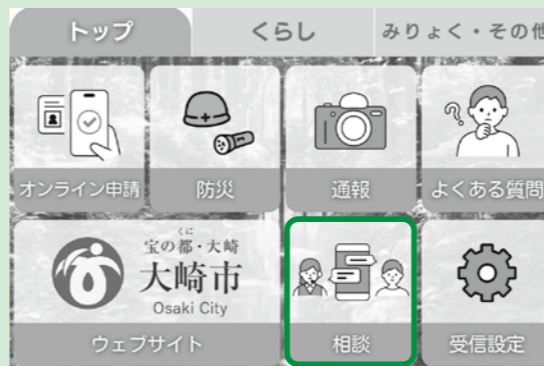 トップ
くらし
みりょく・その他
オンライン申請
防災
通報
よくある質問
くに
宝の都・大崎
大崎市
Osaki City
ウェブサイト
相談
受信設定